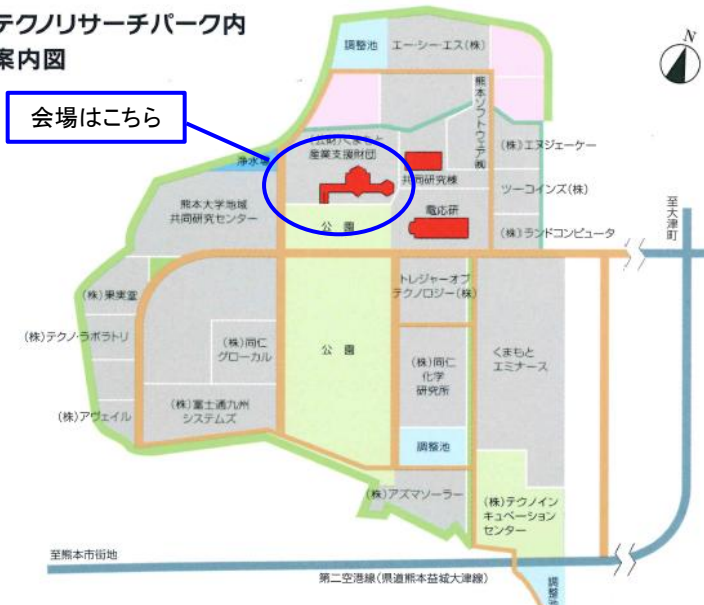 テクノリサーチパーク内
案内図
N
調整池
エー・シー・エス(株)
会場はこちら
熊本ソフトウェア(株)
(公財)くまもと
産業支援財団
(株)エヌジェーケー
浄水場
共同研究棟
ツーコインズ(株)
熊本大学地域
共同研究センター
電応研
公 園
(株)ランドコンピュータ
至大津町
トレジャーオブ
テクノロジー(株)
(株)果実堂
(株)テクノ・ラボラトリ
(株)同仁
グローカル
公 園
(株)同仁
化学
研究所
くまもと
エミナース
(株)アヴェイル
(株)富士通九州
システムズ
調整池
(株)アズマソーラー
(株)テクノイン
キュベーション
センター
至熊本市街地
第二空港線(県道熊本益城大津線)
調整池